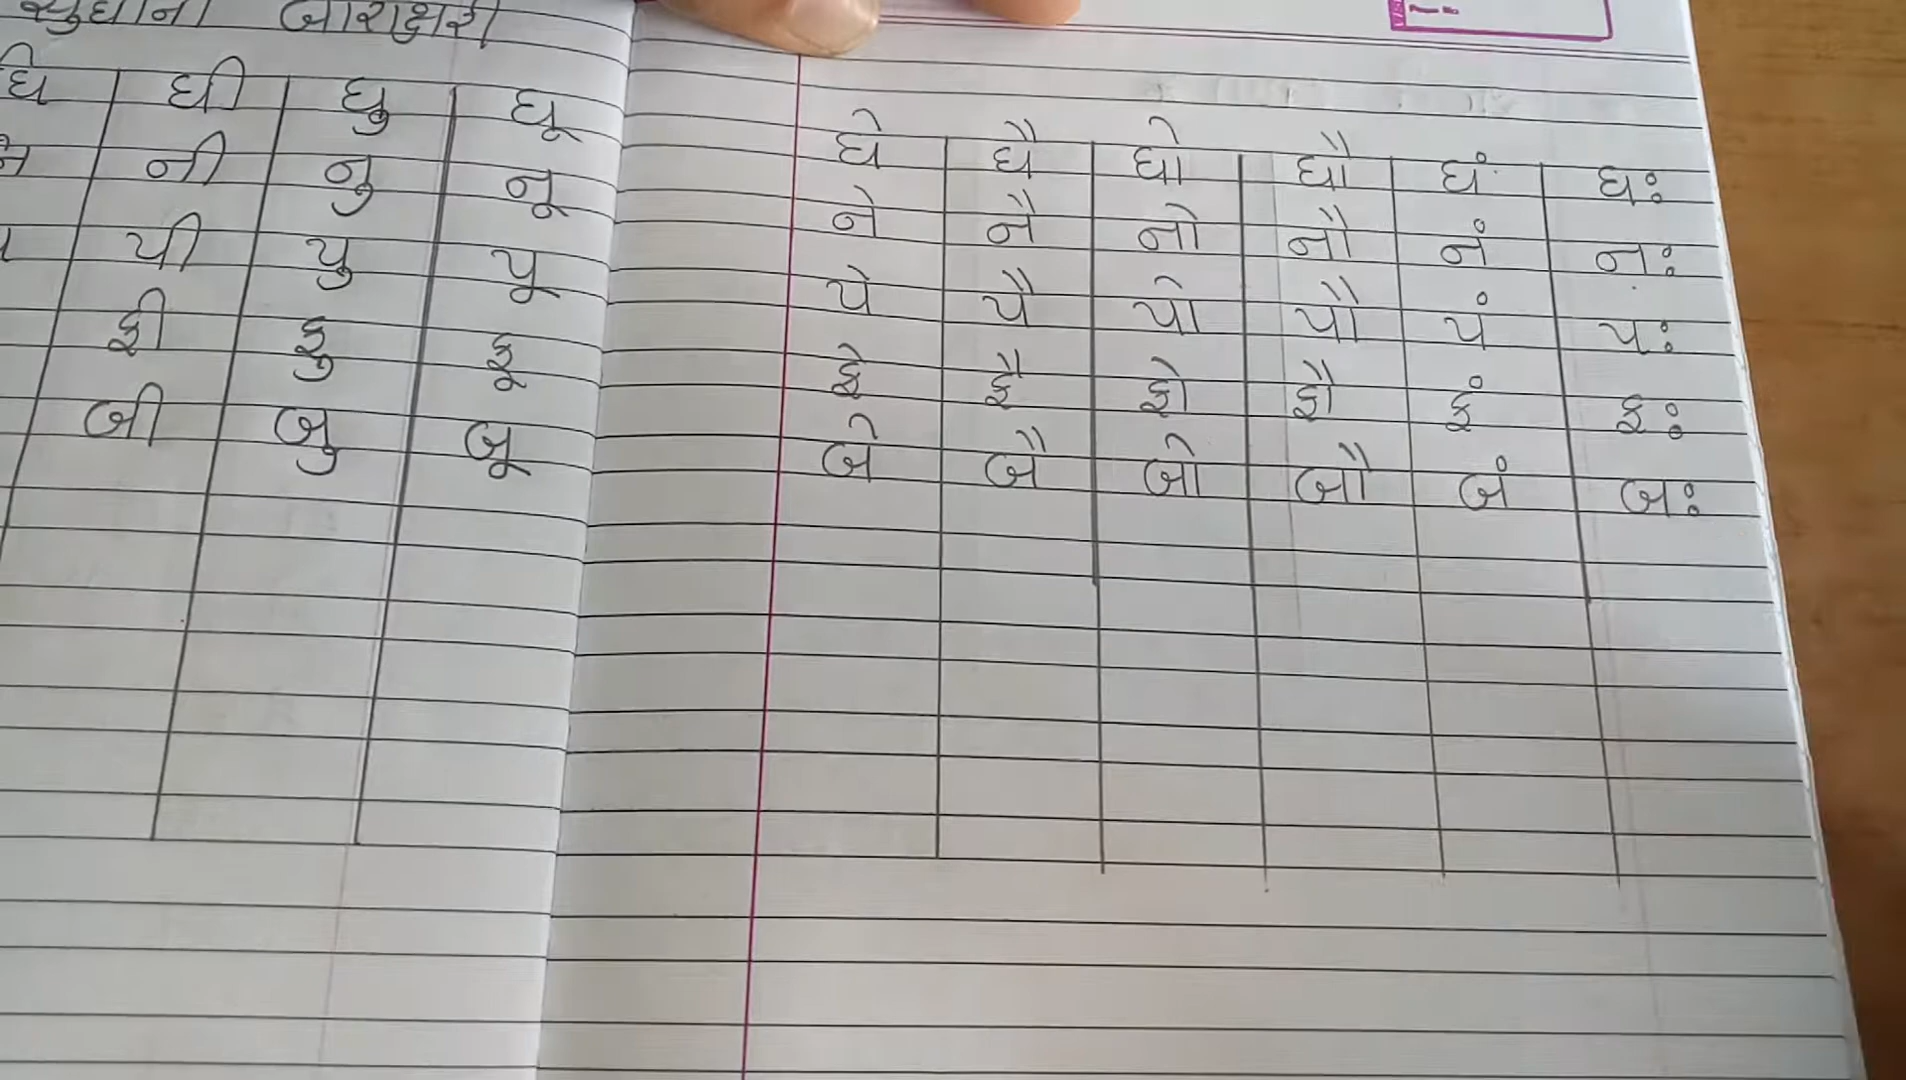 સુધીની બારાક્ષરી
ધિ ધી ધુ ધૂ
ની નુ નૂ
પી પુ પૂ
ફી ફુ ફૂ
બી બુ બૂ
ધે ધૈ ધો ધૌ ધં ધઃ
ને નૈ નો નૌ નં નઃ
પે પૈ પો પૌ પં પઃ
ફે ફૈ ફો ફૌ ફં ફઃ
બે બૈ બો બૌ બં બઃ